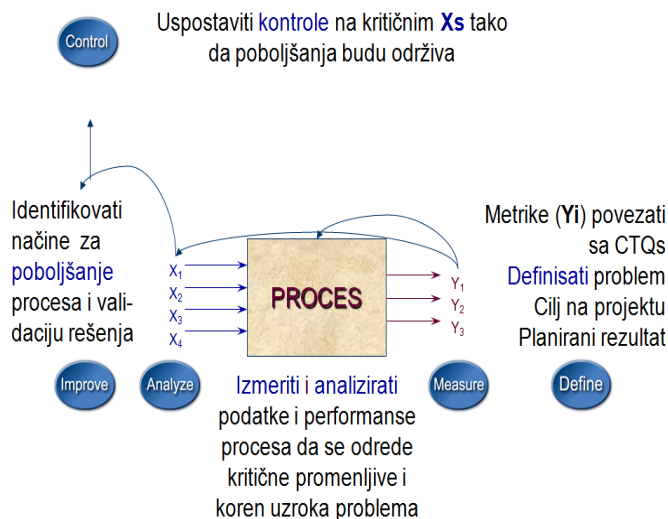 Control
Uspostaviti kontrole na kritičnim Xs tako
da poboljšanja budu održiva
Identifikovati
načine za
poboljšanje
procesa i vali-
daciju rešenja
X1
X2
X3
X4
PROCES
Y1
Y2
Y3
Metrike (Yi) povezati
sa CTQs
Definisati problem
Cilj na projektu
Planirani rezultat
Improve
Analyze
Izmeriti i analizirati
podatke i performanse
procesa da se odrede
kritične promenljive i
koren uzroka problema
Measure
Define